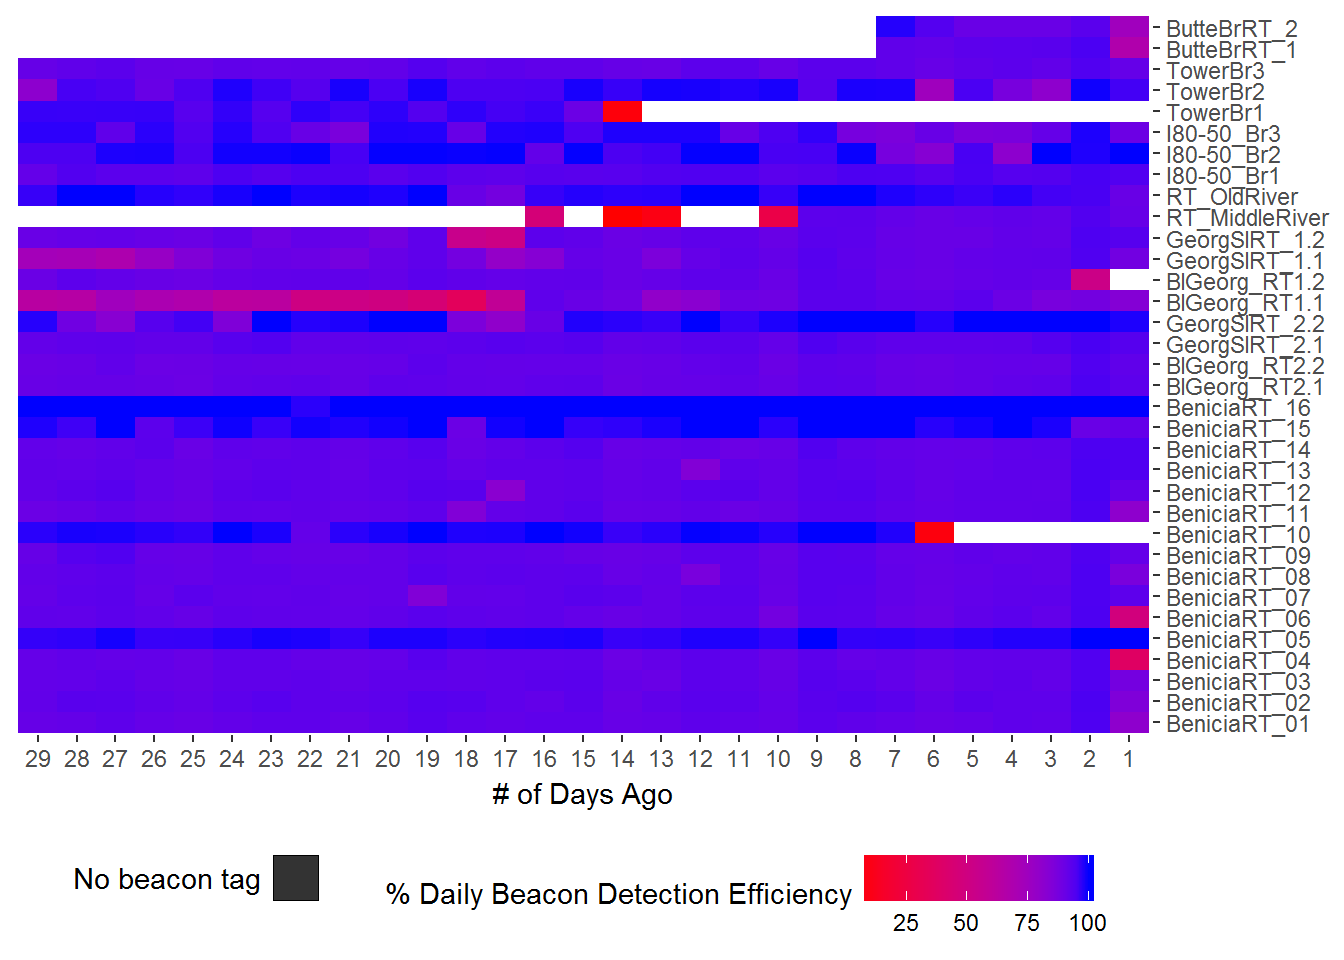 ButteBrRT_2
ButteBrRT_1
TowerBr3
TowerBr2
TowerBr1
I80-50_Br3
I80-50_Br2
I80-50_Br1
RT_OldRiver
RT_MiddleRiver
GeorgSlRT_1.2
GeorgSlRT_1.1
BlGeorg_RT1.2
BlGeorg_RT1.1
GeorgSlRT_2.2
GeorgSlRT_2.1
BlGeorg_RT2.2
BlGeorg_RT2.1
BeniciaRT_16
BeniciaRT_15
BeniciaRT_14
BeniciaRT_13
BeniciaRT_12
BeniciaRT_11
BeniciaRT_10
BeniciaRT_09
BeniciaRT_08
BeniciaRT_07
BeniciaRT_06
BeniciaRT_05
BeniciaRT_04
BeniciaRT_03
BeniciaRT_02
BeniciaRT_01
29 28 27 26 25 24 23 22 21 20 19 18 17 16 15 14 13 12 11 10 9 8 7 6 5 4 3 2 1
# of Days Ago
No beacon tag
% Daily Beacon Detection Efficiency
25 50 75 100